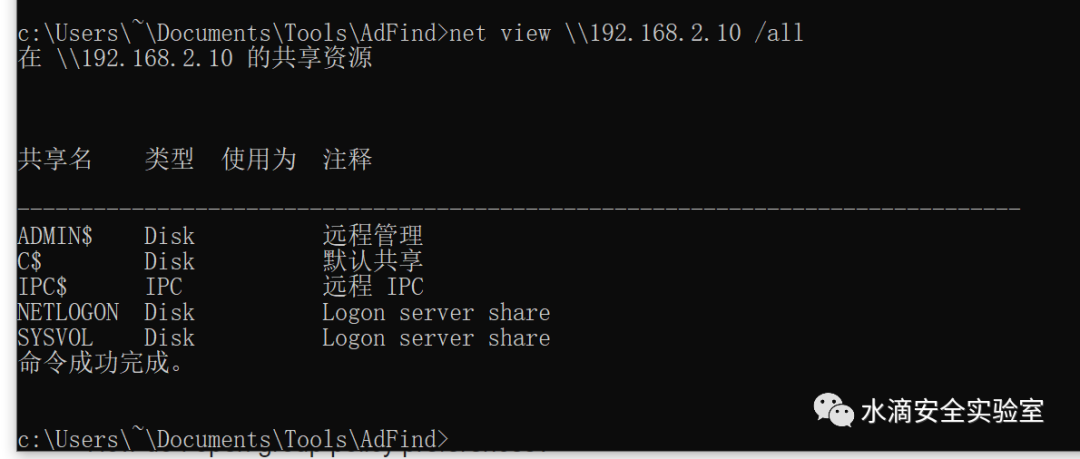 c:\Users\~\Documents\Tools\AdFind>net view \\192.168.2.10 /all
在 \\192.168.2.10 的共享资源
共享名 类型 使用为 注释
-------------------------------------------------------------------------------
ADMIN$ Disk 远程管理
C$ Disk 默认共享
IPC$ IPC 远程 IPC
NETLOGON Disk Logon server share
SYSVOL Disk Logon server share
命令成功完成。
c:\Users\~\Documents\Tools\AdFind>
水滴安全实验室